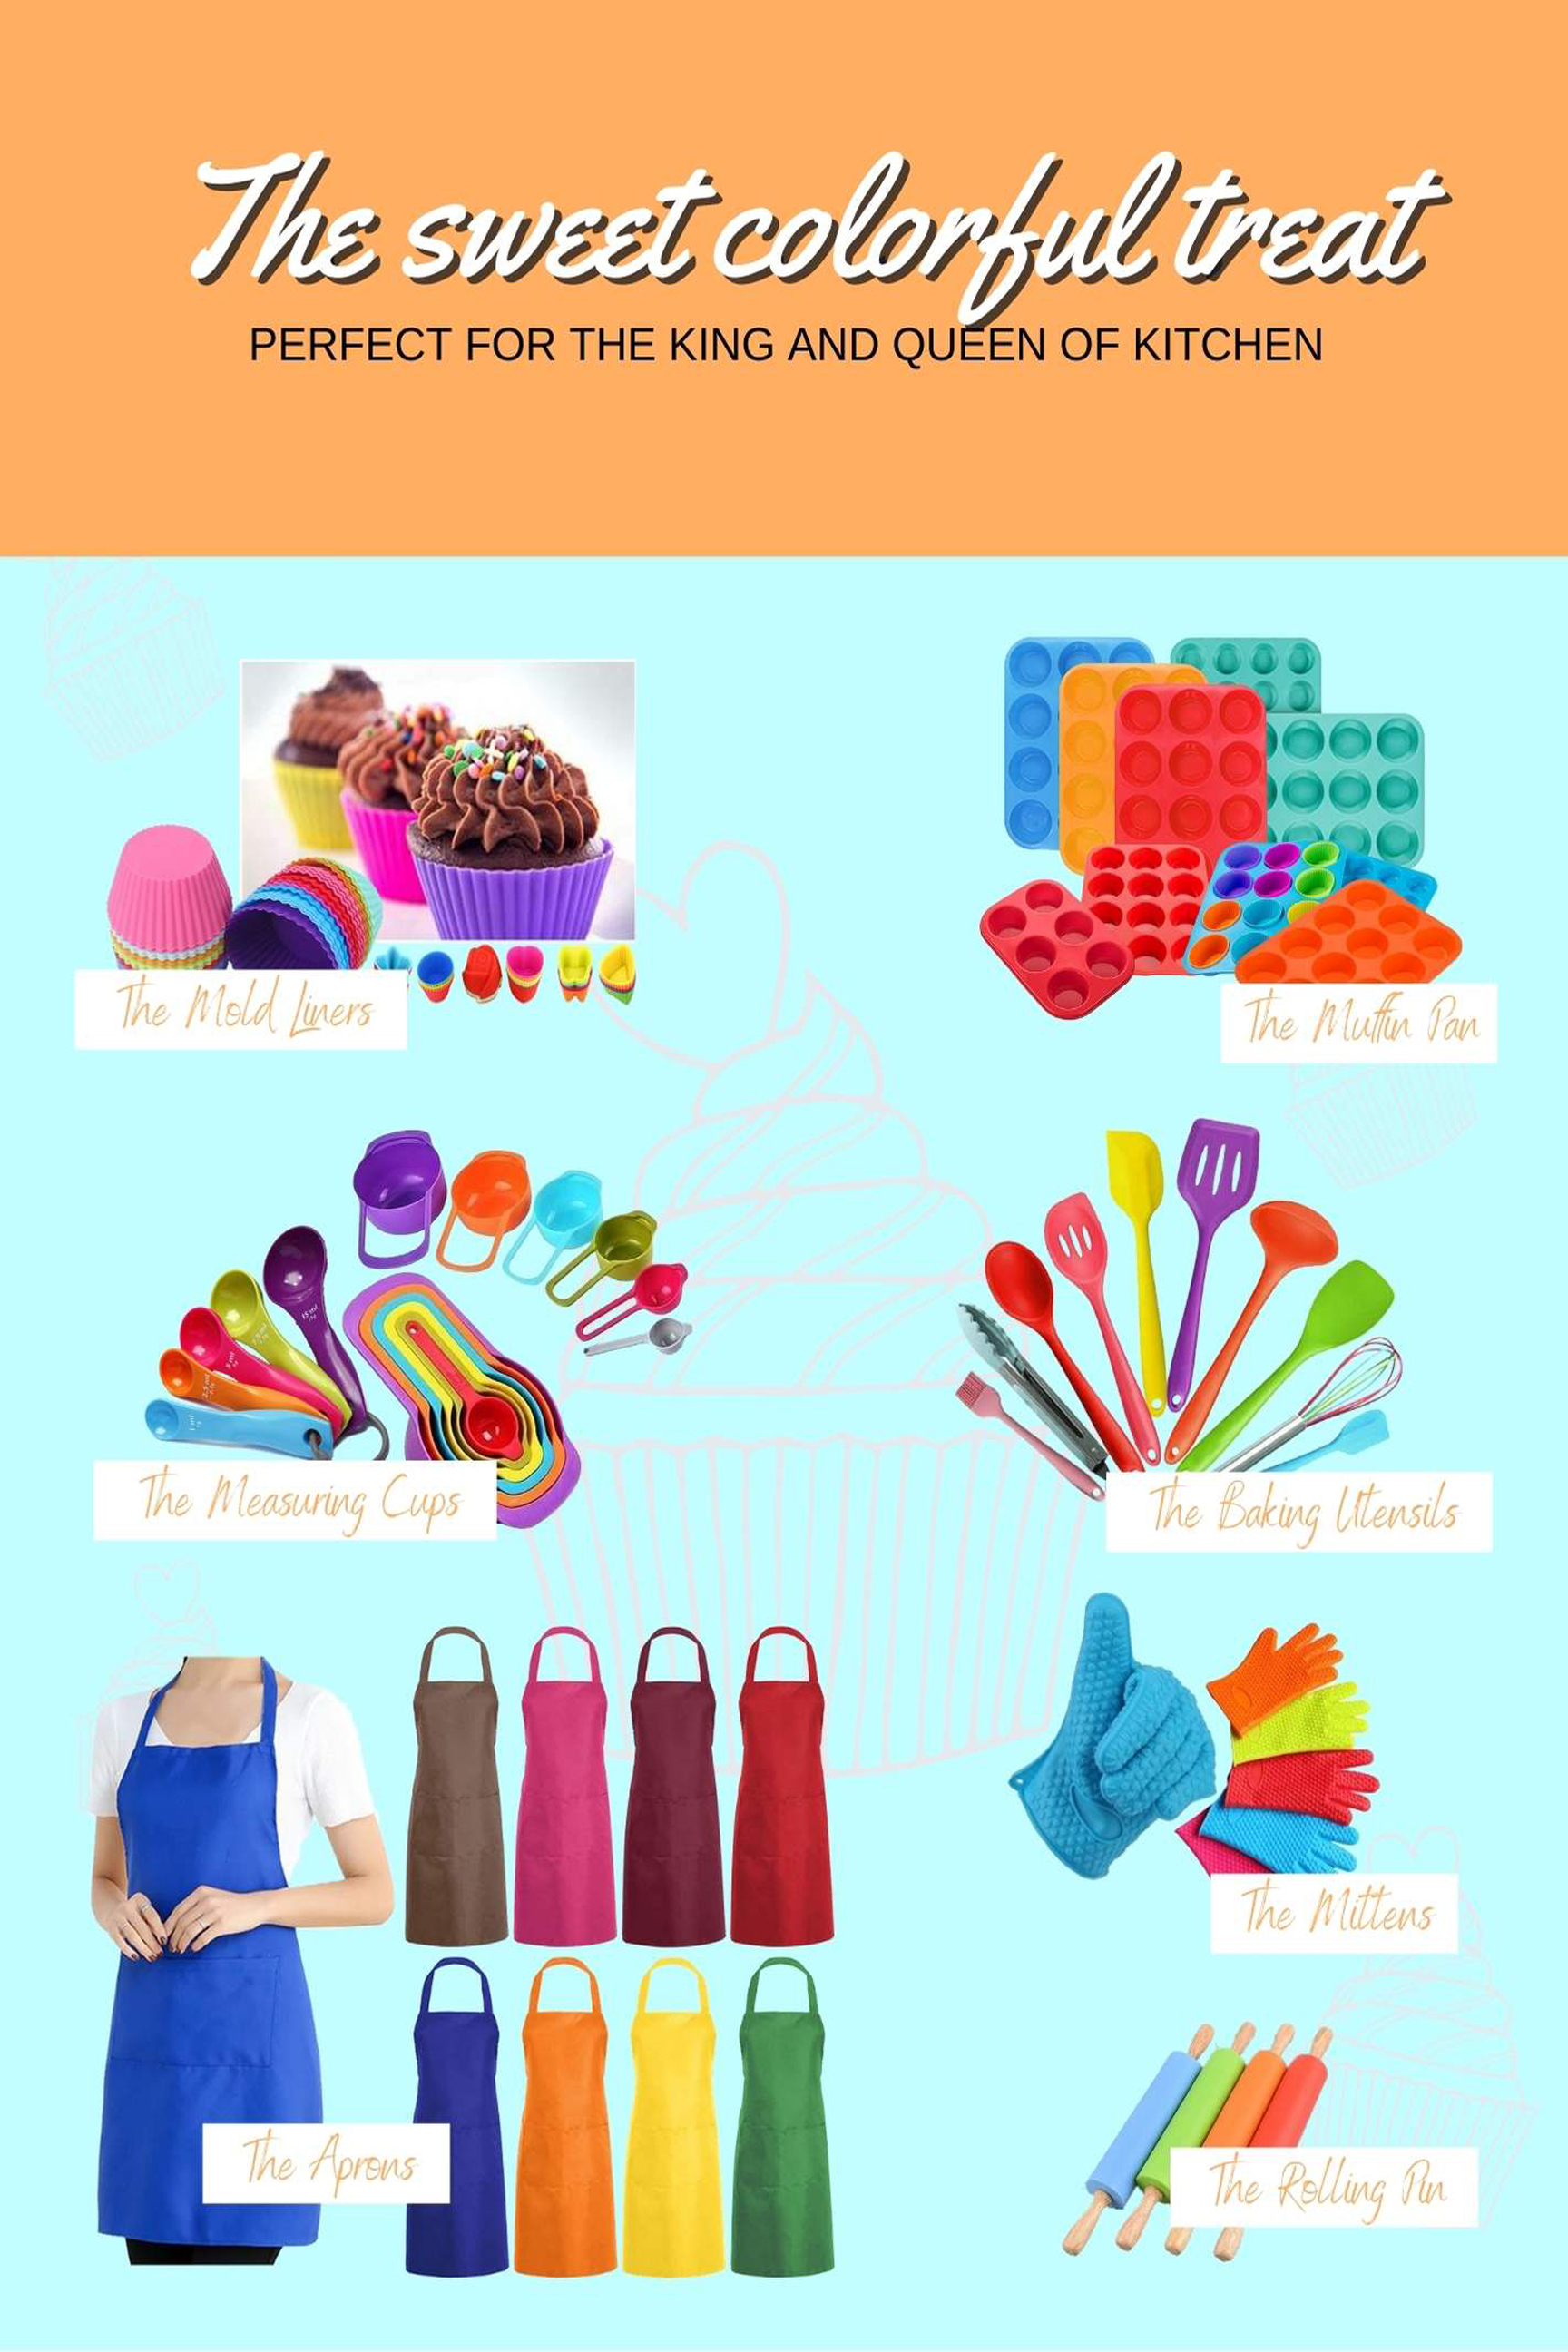 The sweet colorful treat
PERFECT FOR THE KING AND QUEEN OF KITCHEN
The Mold Liners
The Muffin Pan
The Measuring Cups
The Baking Utensils
The Aprons
The Mittens
The Rolling Pin